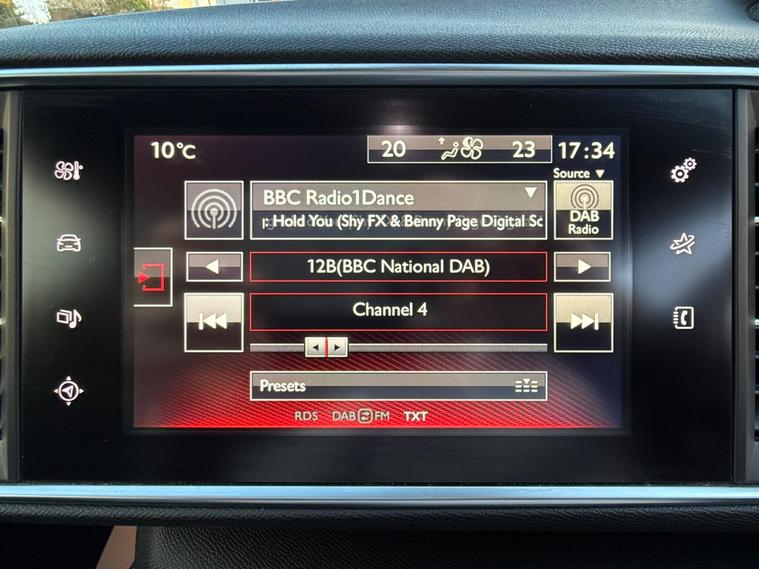 10°C
20 23
17:34
Source ▼
BBC Radio1Dance
Hold You (Shy FX & Benny Page Digital
DAB
Radio
12B(BBC National DAB)
Channel 4
Presets
RDS DAB FM TXT